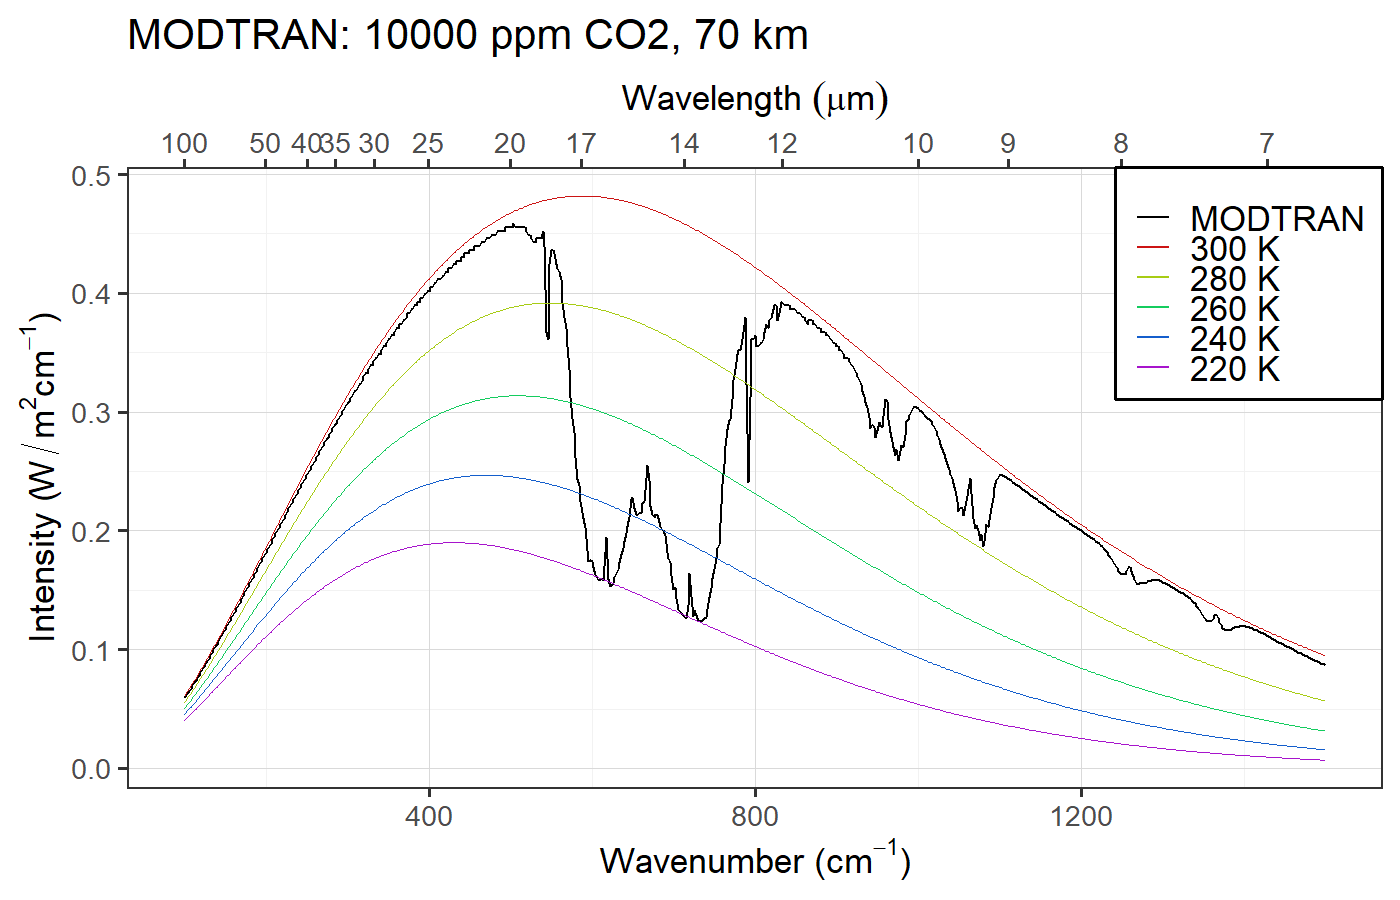 MODTRAN: 10000 ppm CO2, 70 km
Wavelength (μm)
100 50 40 35 30 25 20 17 14 12 10 9 8 7
0.5
0.4
0.3
0.2
0.1
0.0
Intensity (W / m²cm⁻¹)
MODTRAN
300 K
280 K
260 K
240 K
220 K
400 800 1200
Wavenumber (cm⁻¹)